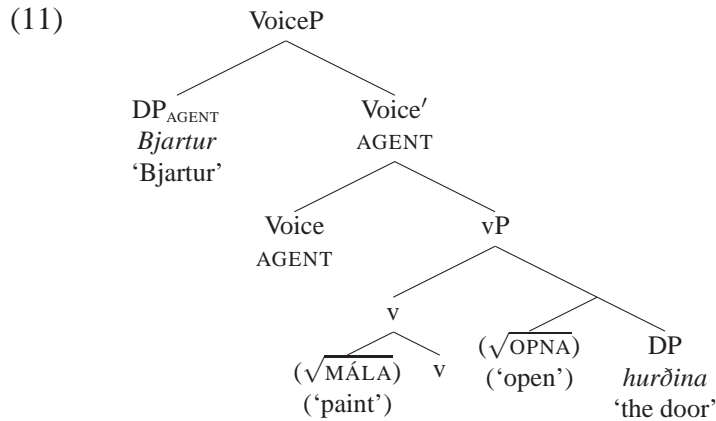 (11)
VoiceP
DP_AGENT Voice′
Bjartur AGENT
‘Bjartur’
Voice vP
AGENT
v
(√MÁLA) v (√OPNA) DP
(‘paint’) (‘open’) hurðina
‘the door’